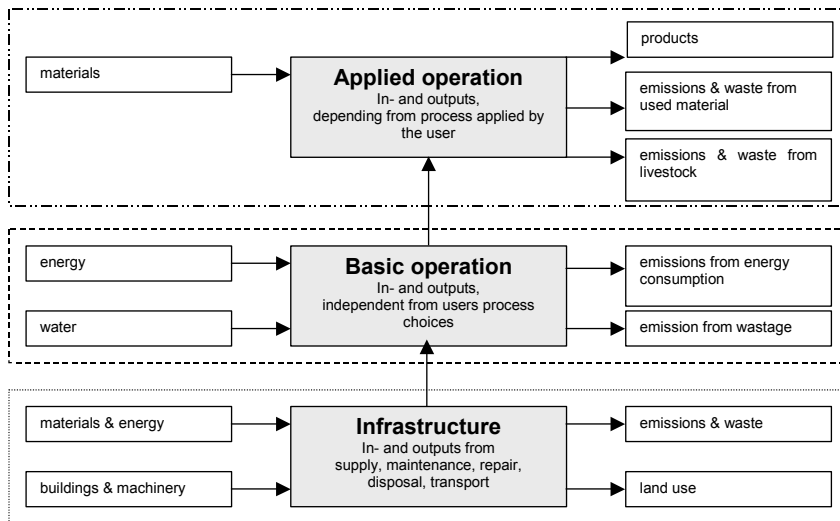 products
materials
Applied operation
In- and outputs,
depending from process applied by
the user
emissions & waste from
used material
emissions & waste from
livestock
energy
Basic operation
In- and outputs,
independent from users process
choices
emissions from energy
consumption
water
emission from wastage
materials & energy
Infrastructure
In- and outputs from
supply, maintenance, repair,
disposal, transport
emissions & waste
buildings & machinery
land use